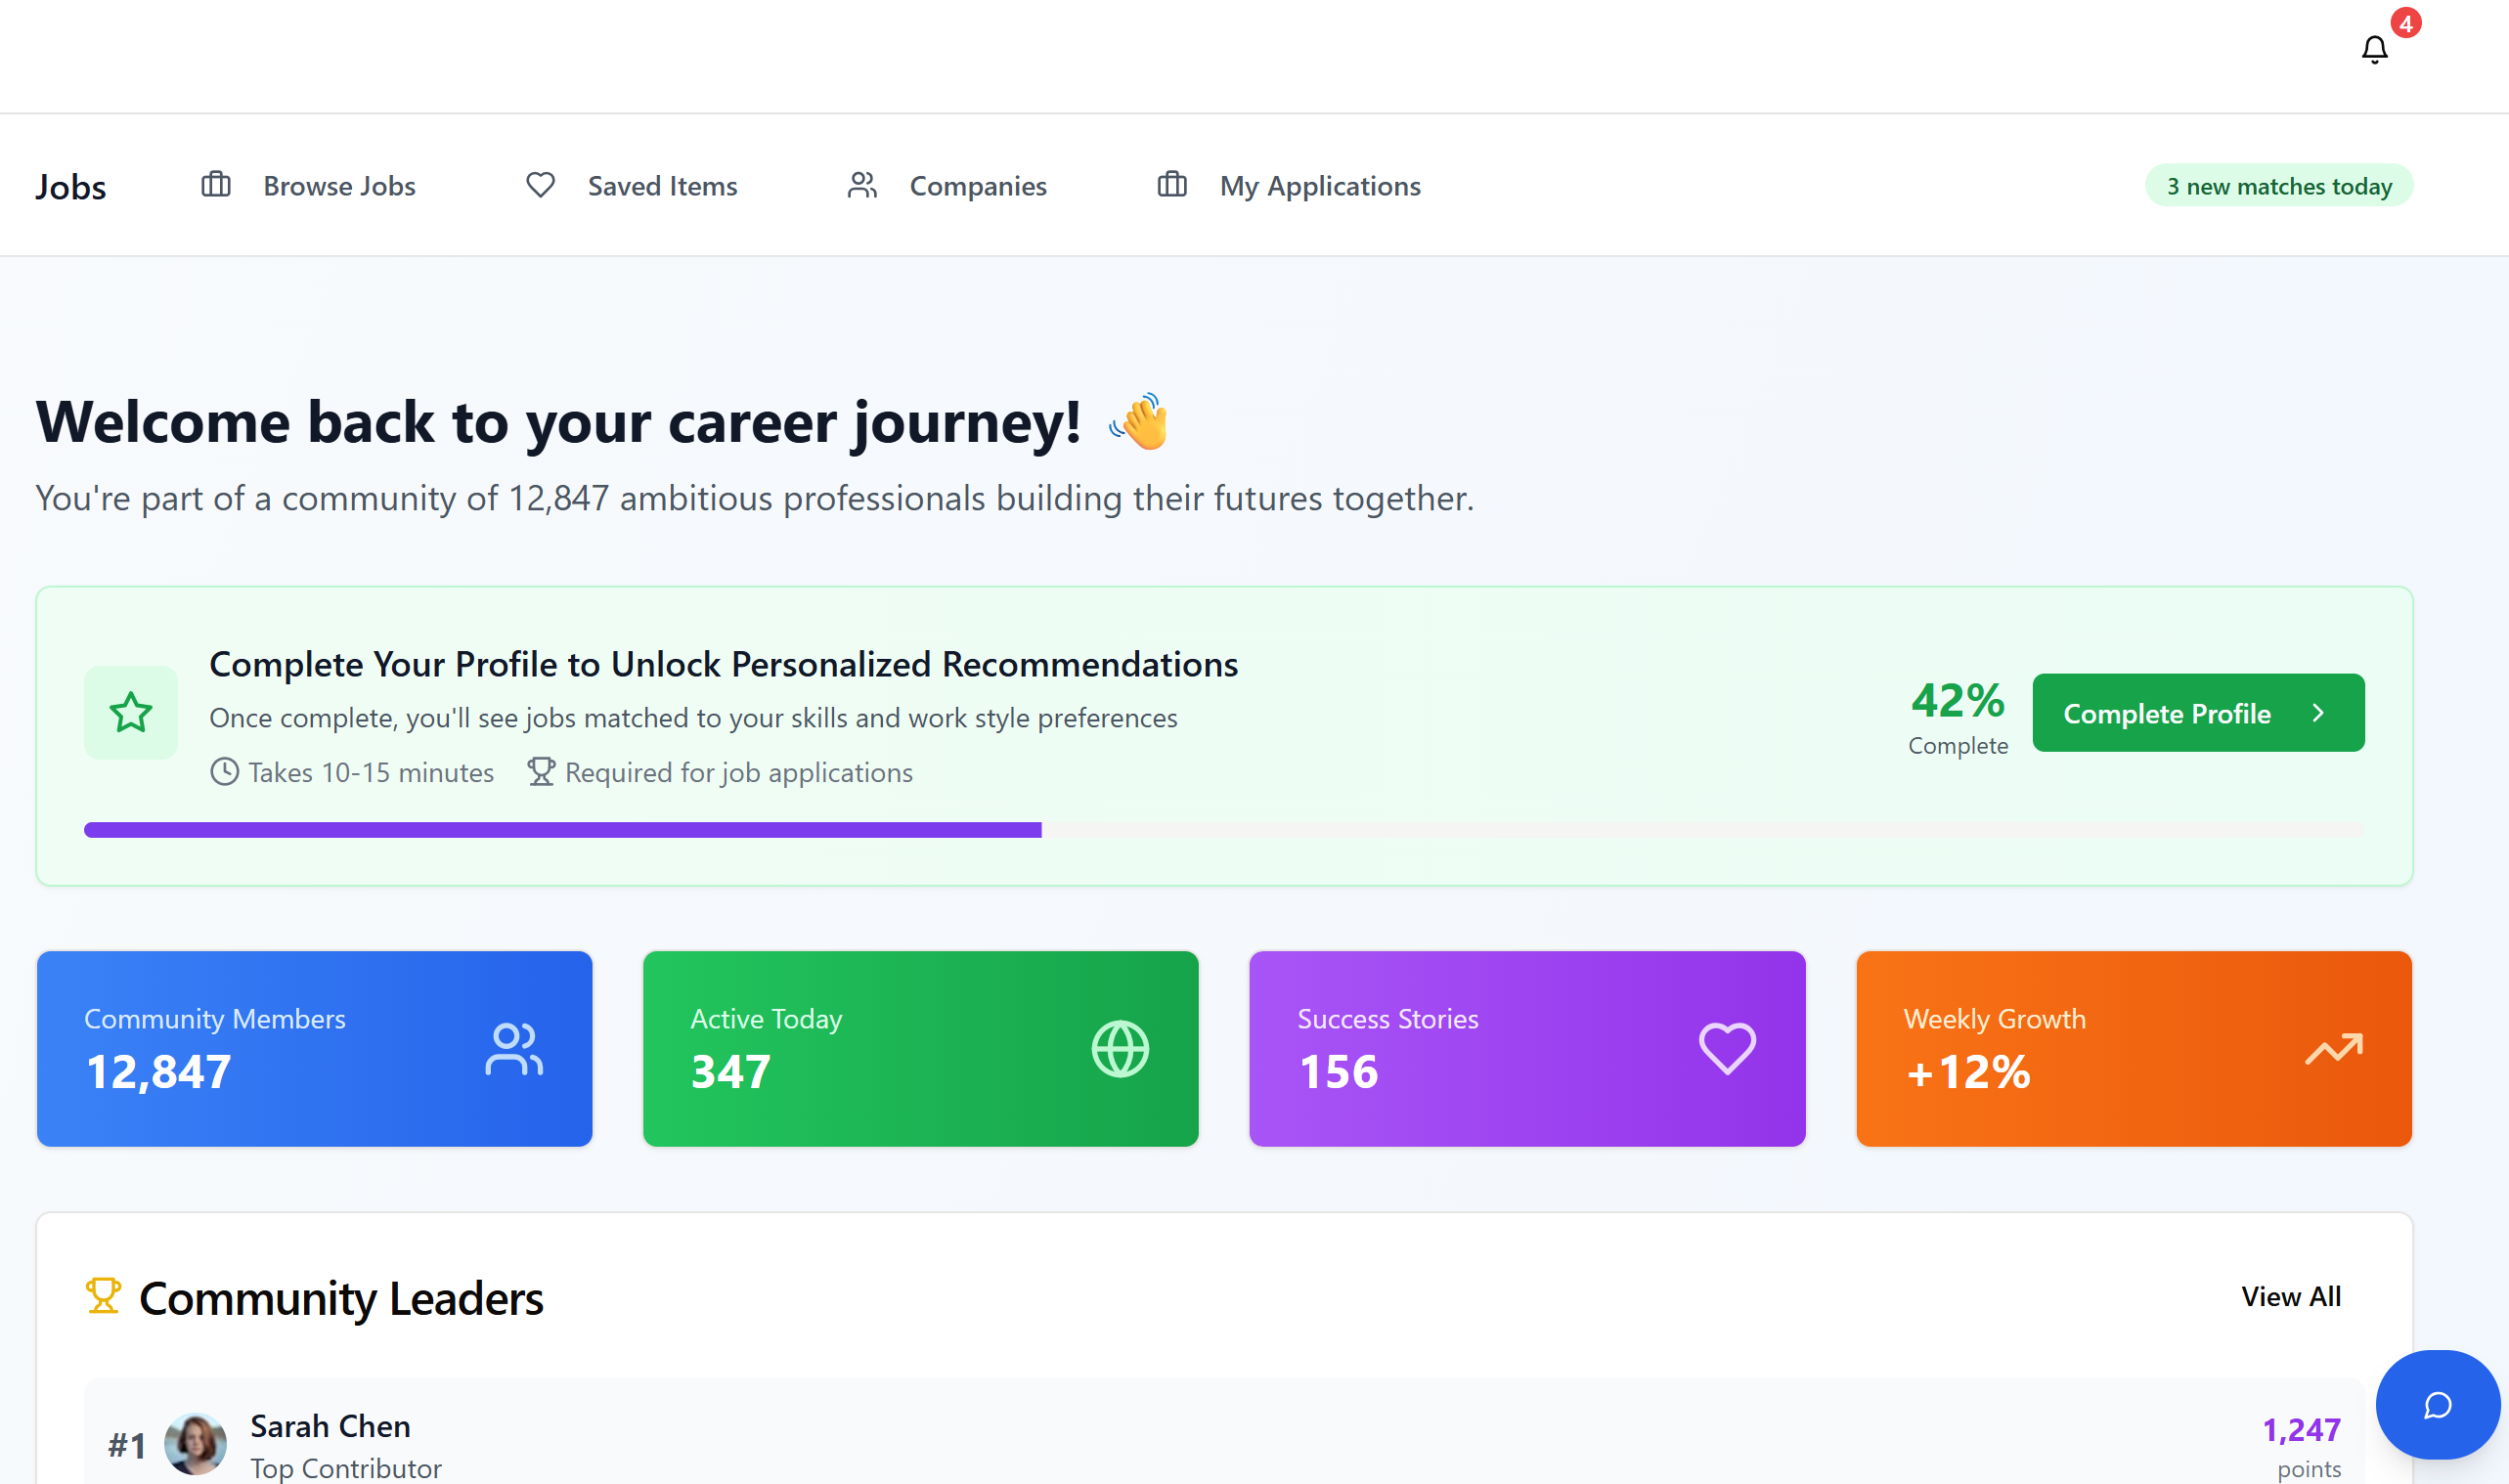 4
Jobs
Browse Jobs
Saved Items
Companies
My Applications
3 new matches today
Welcome back to your career journey! 👋
You're part of a community of 12,847 ambitious professionals building their futures together.
Complete Your Profile to Unlock Personalized Recommendations
Once complete, you'll see jobs matched to your skills and work style preferences
Takes 10-15 minutes
Required for job applications
42%
Complete
Complete Profile
Community Members
12,847
Active Today
347
Success Stories
156
Weekly Growth
+12%
Community Leaders
View All
#1
Sarah Chen
Top Contributor
1,247
points